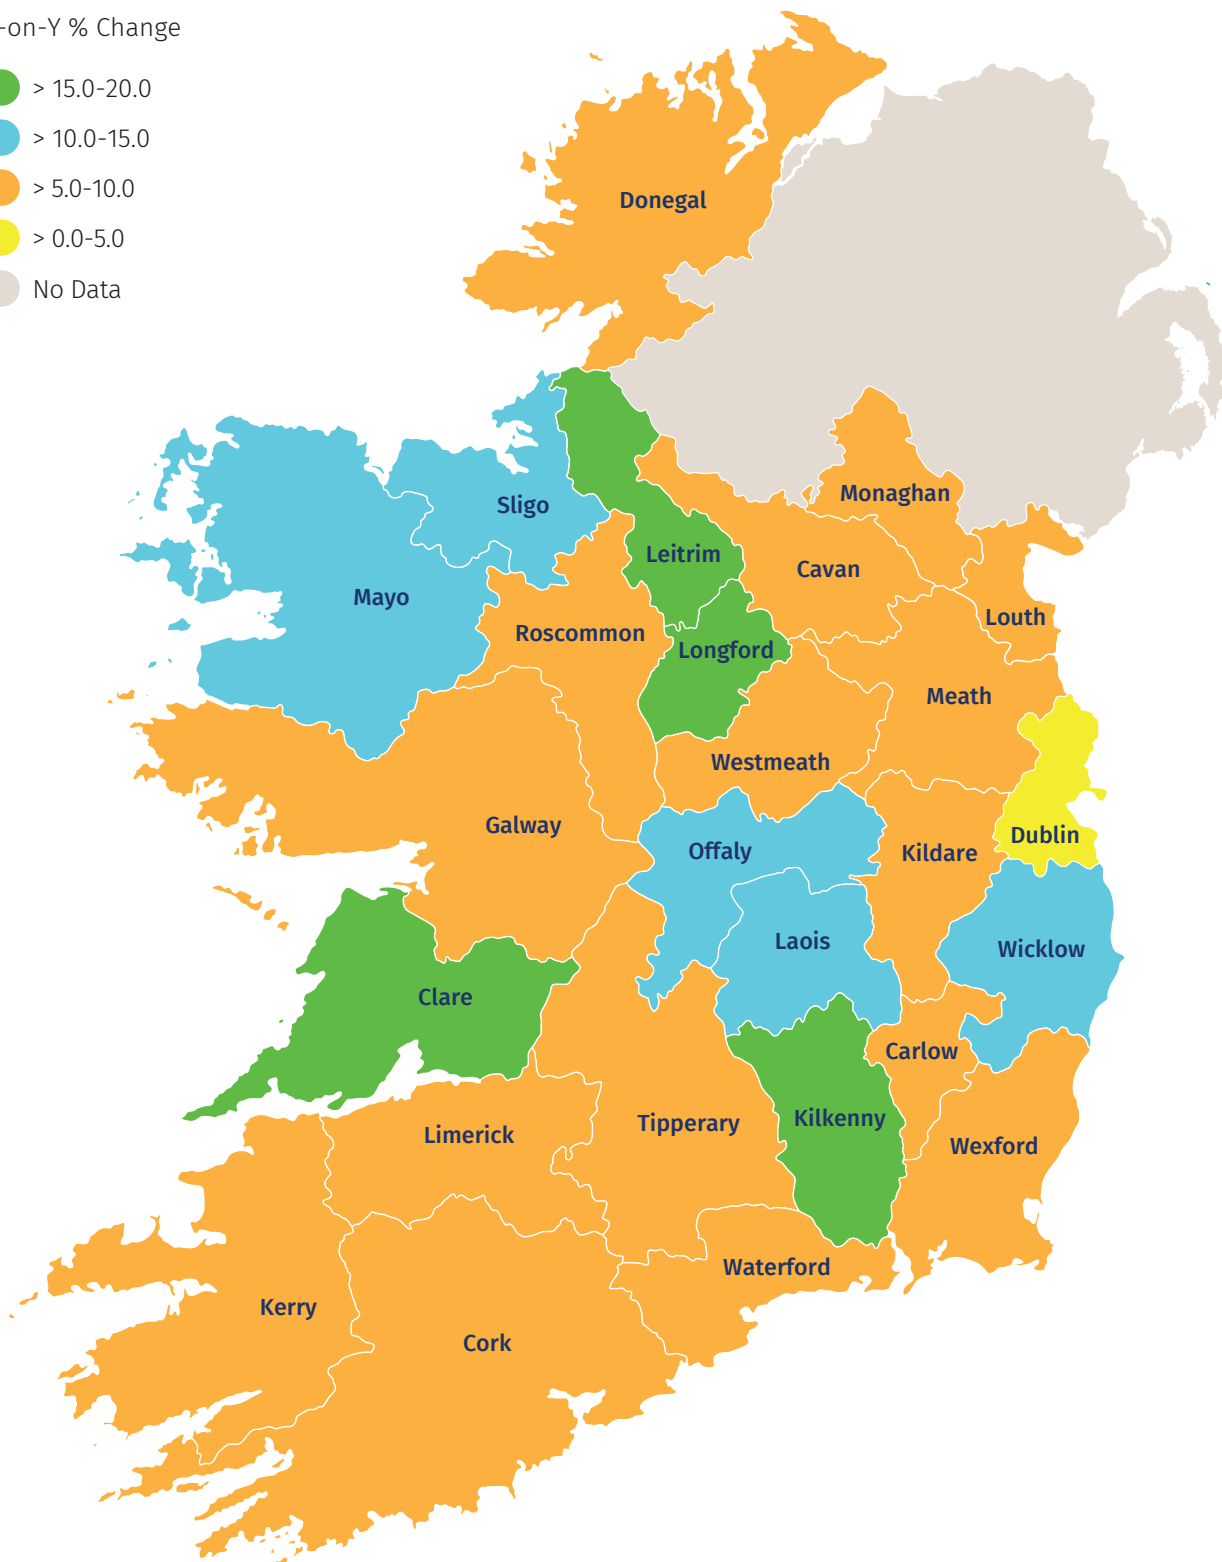 -on-Y % Change
> 15.0-20.0
> 10.0-15.0
> 5.0-10.0
> 0.0-5.0
No Data
Donegal
Monaghan
Sligo
Leitrim
Cavan
Mayo
Louth
Roscommon
Longford
Meath
Westmeath
Galway
Dublin
Offaly
Kildare
Laois
Wicklow
Clare
Carlow
Kilkenny
Tipperary
Limerick
Wexford
Waterford
Kerry
Cork